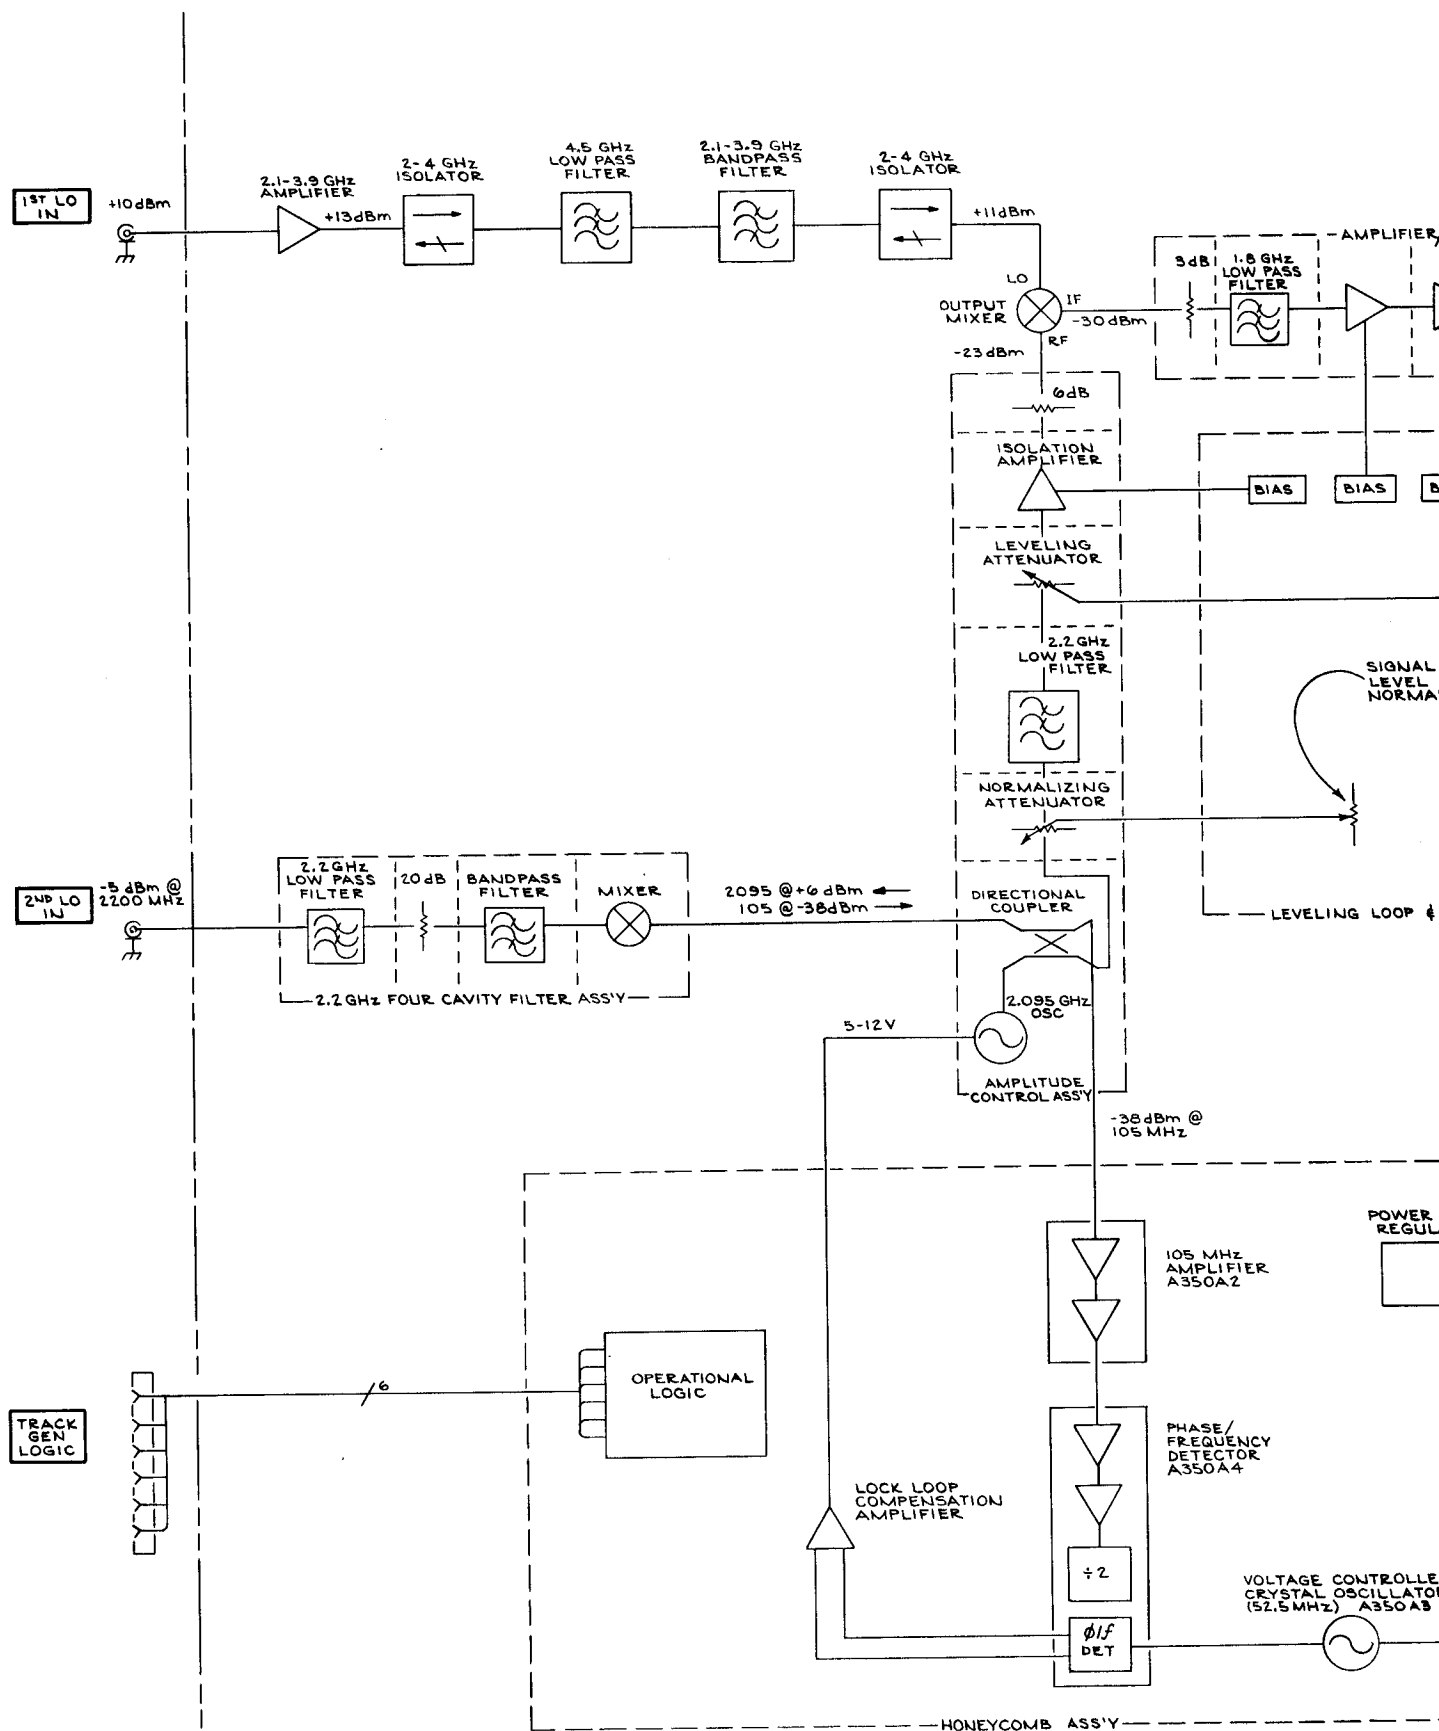 4.5 GHz
LOW PASS
FILTER
2.1-3.9 GHz
BANDPASS
FILTER
2-4 GHz
ISOLATOR
2-4 GHz
ISOLATOR
2.1-3.9 GHz
AMPLIFIER
1ST LO
IN
+10dBm
+13dBm
+11dBm
AMPLIFIER
3dB
1.8 GHz
LOW PASS
FILTER
LO
OUTPUT
MIXER
IF
-30dBm
RF
-23dBm
6dB
ISOLATION
AMPLIFIER
BIAS
BIAS
B
LEVELING
ATTENUATOR
2.2 GHz
LOW PASS
FILTER
SIGNAL
LEVEL
NORMA
NORMALIZING
ATTENUATOR
2ND LO
IN
-5 dBm @
2200 MHz
2.2 GHz
LOW PASS
FILTER
20dB
BANDPASS
FILTER
MIXER
2095 @ +6 dBm
105 @ -38dBm
DIRECTIONAL
COUPLER
LEVELING LOOP &
2.2 GHz FOUR CAVITY FILTER ASS'Y
2.095 GHz
OSC
5-12V
AMPLITUDE
CONTROL ASS'Y
-38dBm @
105 MHz
POWER
REGUL
105 MHz
AMPLIFIER
A350A2
6
OPERATIONAL
LOGIC
TRACK
GEN
LOGIC
PHASE/
FREQUENCY
DETECTOR
A350A4
LOCK LOOP
COMPENSATION
AMPLIFIER
÷2
VOLTAGE CONTROLLE
CRYSTAL OSCILLATOR
(52.5 MHz) A350A3
ϕ/f
DET
HONEYCOMB ASS'Y